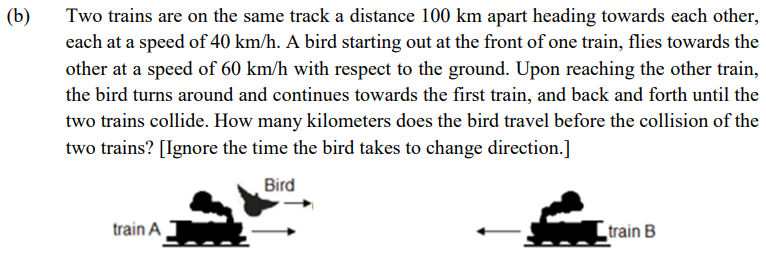 (b) Two trains are on the same track a distance 100 km apart heading towards each other,
each at a speed of 40 km/h. A bird starting out at the front of one train, flies towards the
other at a speed of 60 km/h with respect to the ground. Upon reaching the other train,
the bird turns around and continues towards the first train, and back and forth until the
two trains collide. How many kilometers does the bird travel before the collision of the
two trains? [Ignore the time the bird takes to change direction.]
Bird
train A
train B